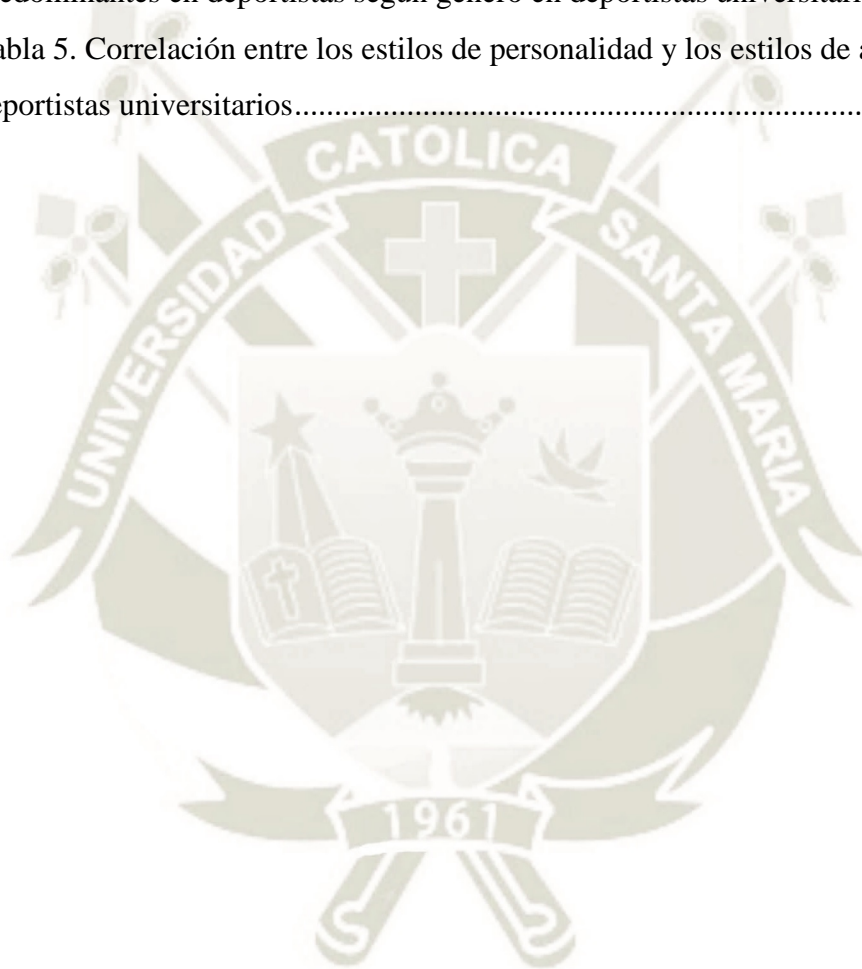 edominantes en deportistas según género en deportistas universitari
abla 5. Correlación entre los estilos de personalidad y los estilos de a
eportistas universitarios.......................................................................
CATOLICA
UNIVERSIDAD
SANTA MARIA
1961